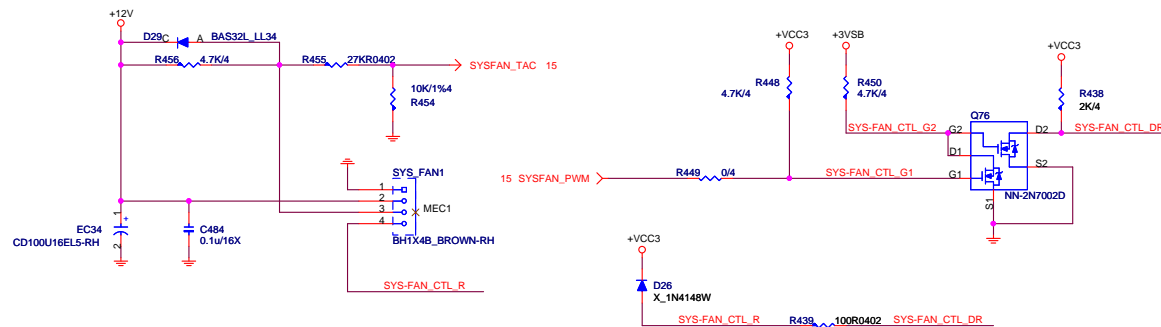 +12V
D29 C A BAS32L_LL34
R456 4.7K/4
R455 27KR0402
SYSFAN_TAC 15
10K/1%4
R454
SYS_FAN1
1
2
3
4
MEC1
BH1X4B_BROWN-RH
1
+
EC34
CD100U16EL5-RH
2
C484
0.1u/16X
SYS-FAN_CTL_R
+VCC3
R448
4.7K/4
+3VSB
R450
4.7K/4
+VCC3
R438
2K/4
Q76
SYS-FAN_CTL_G2
G2
D2
SYS-FAN_CTL_DR
D1
S2
15 SYSFAN_PWM
R449 0/4
SYS-FAN_CTL_G1
G1
S1
NN-2N7002D
+VCC3
D26
X_1N4148W
SYS-FAN_CTL_R
R439 100R0402
SYS-FAN_CTL_DR